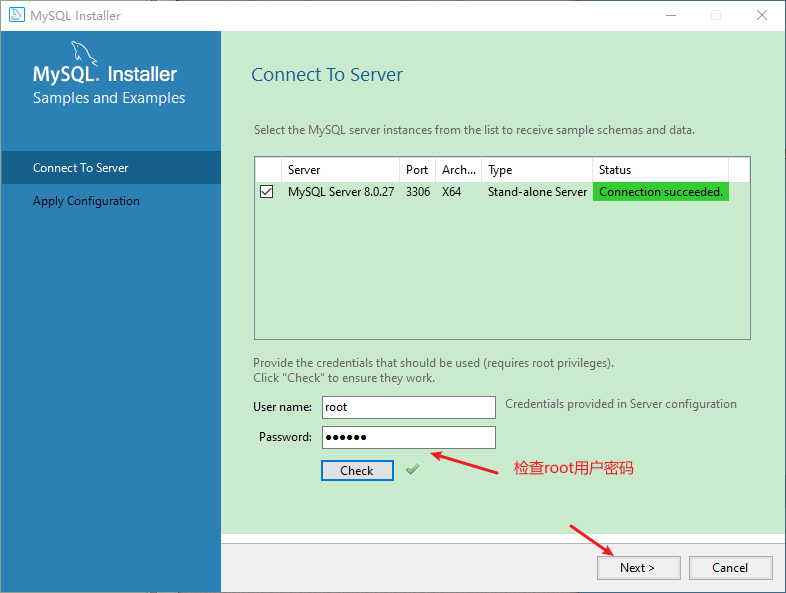 MySQL Installer
MySQL. Installer
Samples and Examples
Connect To Server
Apply Configuration
Connect To Server
Select the MySQL server instances from the list to receive sample schemas and data.
Server Port Arch... Type Status
MySQL Server 8.0.27 3306 X64 Stand-alone Server Connection succeeded.
Provide the credentials that should be used (requires root privileges).
Click "Check" to ensure they work.
User name: root Credentials provided in Server configuration
Password: ●●●●●●
Check 检查root用户密码
Next > Cancel